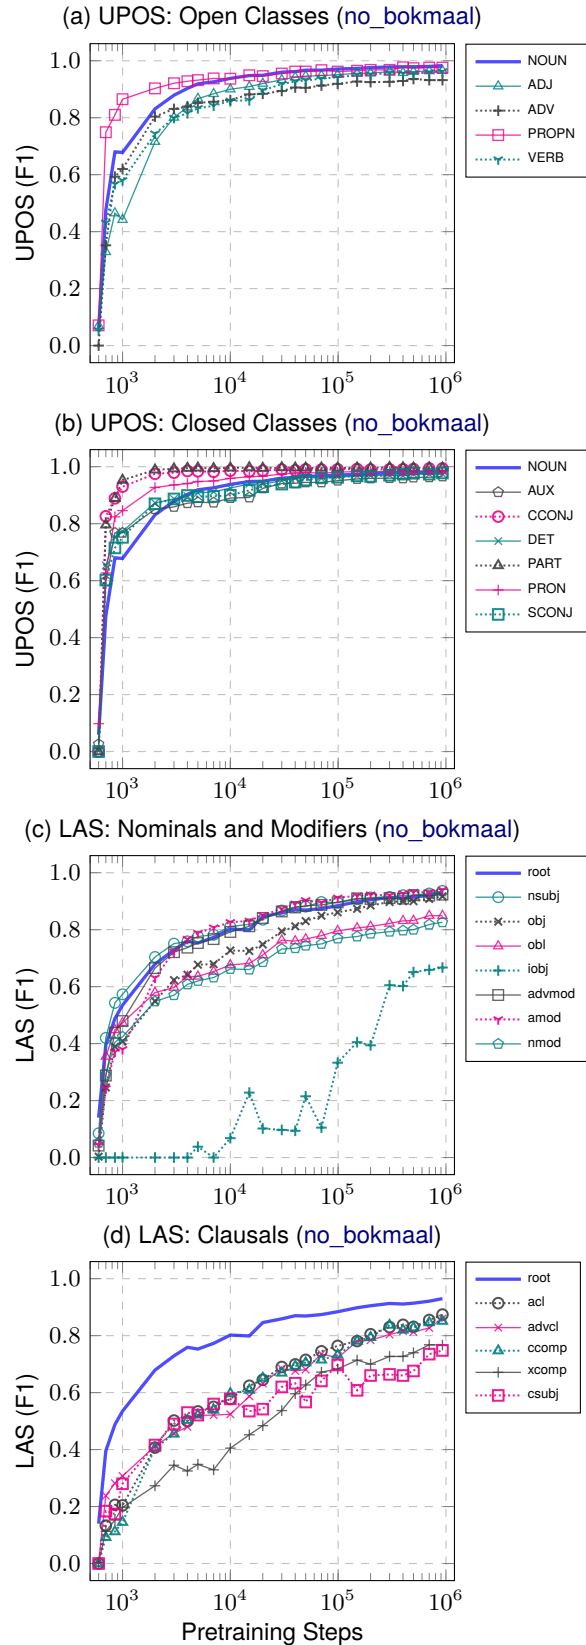 (a) UPOS: Open Classes (no_bokmaal)
1.0
0.8
0.6
0.4
0.2
0.0
UPOS (F1)
10^3
10^4
10^5
10^6
NOUN
ADJ
ADV
PROPN
VERB
(b) UPOS: Closed Classes (no_bokmaal)
1.0
0.8
0.6
0.4
0.2
0.0
UPOS (F1)
10^3
10^4
10^5
10^6
NOUN
AUX
CCONJ
DET
PART
PRON
SCONJ
(c) LAS: Nominals and Modifiers (no_bokmaal)
1.0
0.8
0.6
0.4
0.2
0.0
LAS (F1)
10^3
10^4
10^5
10^6
root
nsubj
obj
obl
iobj
advmod
amod
nmod
(d) LAS: Clausals (no_bokmaal)
1.0
0.8
0.6
0.4
0.2
0.0
LAS (F1)
10^3
10^4
10^5
10^6
Pretraining Steps
root
acl
advcl
ccomp
xcomp
csubj